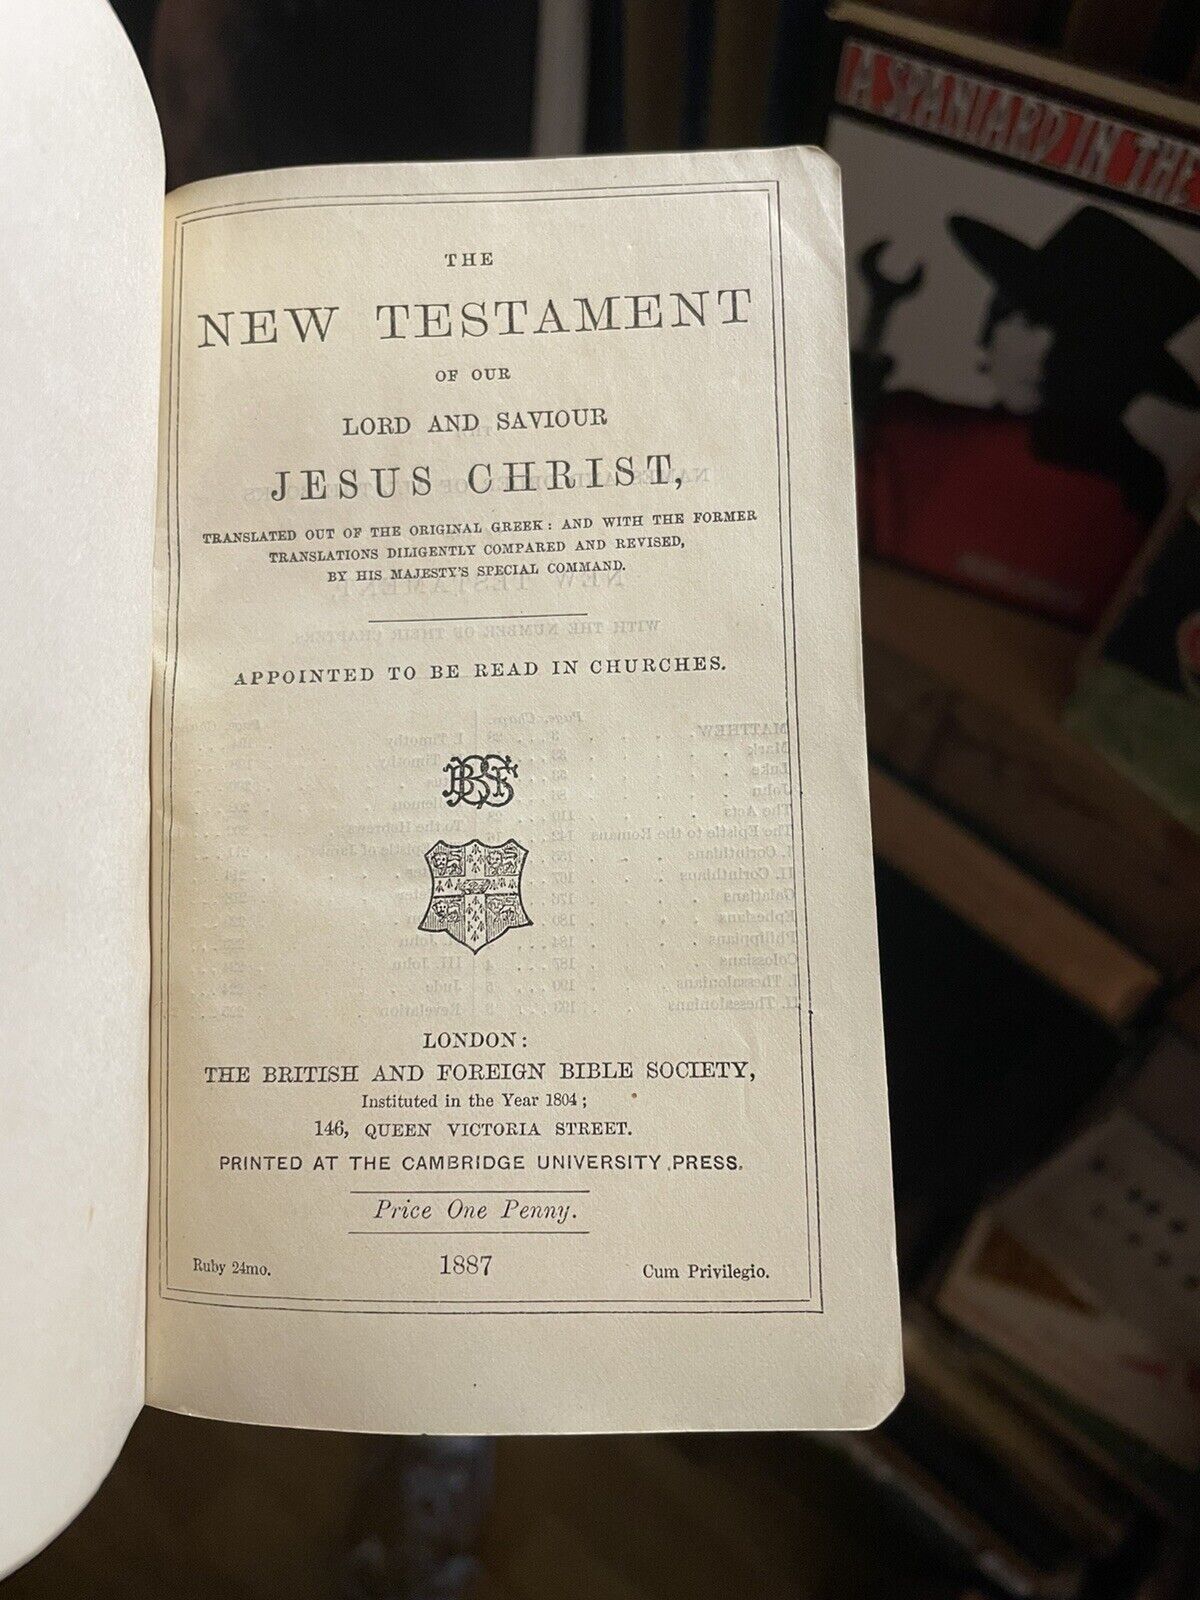 THE
NEW TESTAMENT
OF OUR
LORD AND SAVIOUR
JESUS CHRIST,
TRANSLATED OUT OF THE ORIGINAL GREEK: AND WITH THE FORMER
TRANSLATIONS DILIGENTLY COMPARED AND REVISED,
BY HIS MAJESTY'S SPECIAL COMMAND.
APPOINTED TO BE READ IN CHURCHES.
BFBS
LONDON:
THE BRITISH AND FOREIGN BIBLE SOCIETY,
Instituted in the Year 1804;
146, QUEEN VICTORIA STREET.
PRINTED AT THE CAMBRIDGE UNIVERSITY PRESS.
Price One Penny.
Ruby 24mo.
1887
Cum Privilegio.
A SPANIARD IN THE